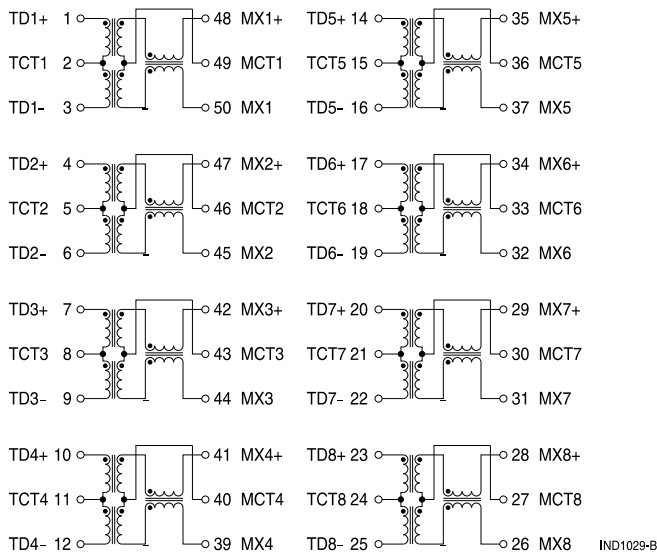 TD1+ 1 48 MX1+ TD5+ 14 35 MX5+
TCT1 2 49 MCT1 TCT5 15 36 MCT5
TD1- 3 50 MX1 TD5- 16 37 MX5
TD2+ 4 47 MX2+ TD6+ 17 34 MX6+
TCT2 5 46 MCT2 TCT6 18 33 MCT6
TD2- 6 45 MX2 TD6- 19 32 MX6
TD3+ 7 42 MX3+ TD7+ 20 29 MX7+
TCT3 8 43 MCT3 TCT7 21 30 MCT7
TD3- 9 44 MX3 TD7- 22 31 MX7
TD4+ 10 41 MX4+ TD8+ 23 28 MX8+
TCT4 11 40 MCT4 TCT8 24 27 MCT8
TD4- 12 39 MX4 TD8- 25 26 MX8 IND1029-B